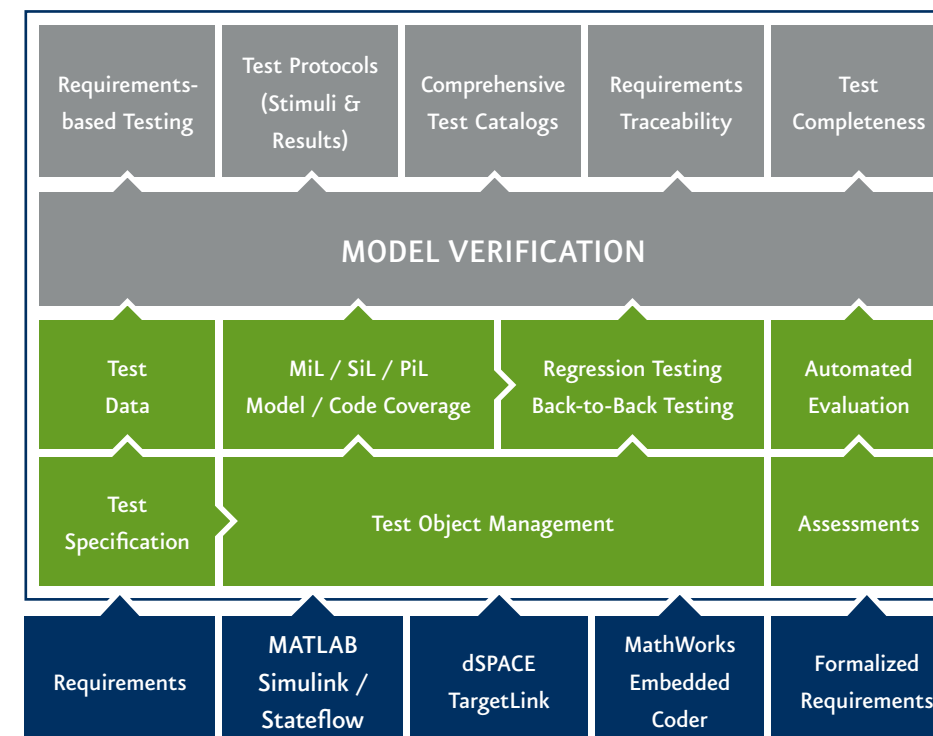 Requirements-
based Testing
Test Protocols
(Stimuli &
Results)
Comprehensive
Test Catalogs
Requirements
Traceability
Test
Completeness
MODEL VERIFICATION
Test
Data
MiL / SiL / PiL
Model / Code Coverage
Regression Testing
Back-to-Back Testing
Automated
Evaluation
Test
Specification
Test Object Management
Assessments
Requirements
MATLAB
Simulink /
Stateflow
dSPACE
TargetLink
MathWorks
Embedded
Coder
Formalized
Requirements